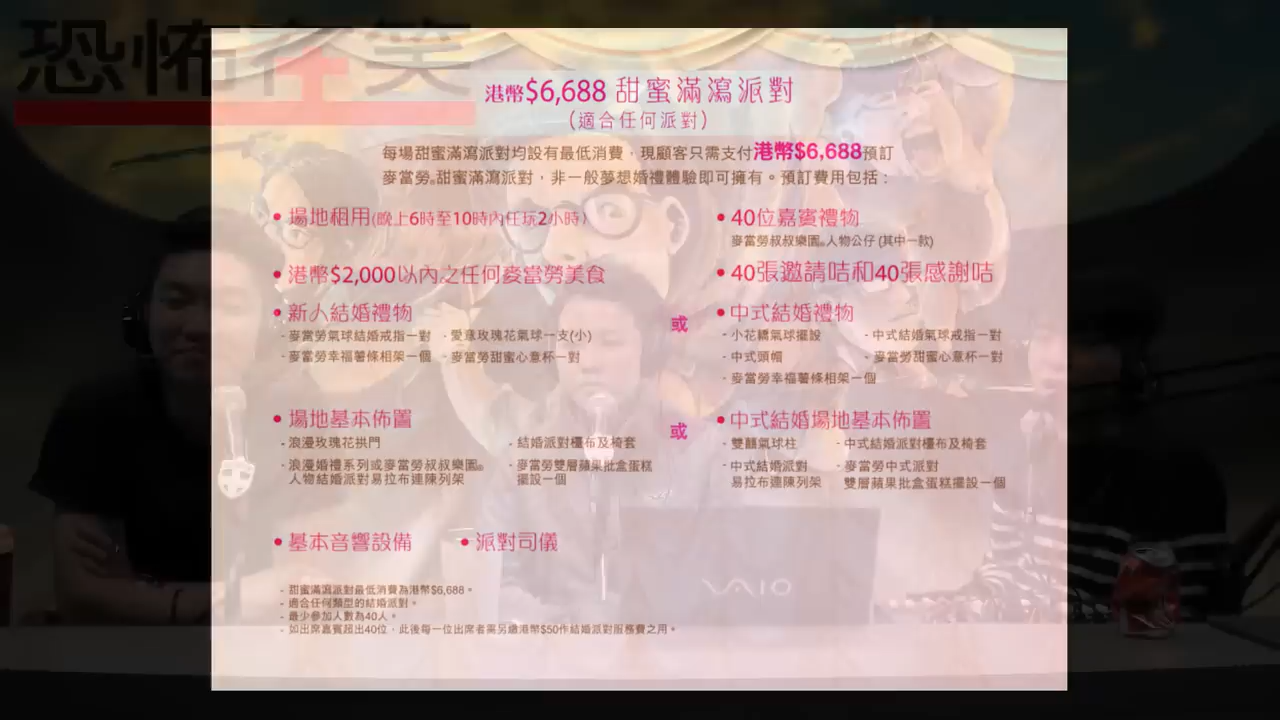 恐怖在笑
港幣$6,688 甜蜜滿瀉派對
(適合任何派對)
每場甜蜜滿瀉派對均設有最低消費，現顧客只需支付港幣$6,688預訂
麥當勞®甜蜜滿瀉派對，非一般夢想婚禮體驗即可擁有。預訂費用包括：
• 場地租用(晚上6時至10時內任玩2小時)
• 港幣$2,000以內之任何麥當勞美食
• 新人結婚禮物
- 麥當勞氣球結婚戒指一對 - 愛意玫瑰花氣球一支(小)
- 麥當勞幸福薯條相架一個 - 麥當勞甜蜜心意杯一對
• 場地基本佈置
- 浪漫玫瑰花拱門 - 結婚派對檯布及椅套
- 浪漫婚禮系列或麥當勞叔叔樂園® - 麥當勞雙層蘋果批盒蛋糕
人物結婚派對易拉布連陳列架 擺設一個
或
或
• 40位嘉賓禮物
麥當勞叔叔樂園®人物公仔 (其中一款)
• 40張邀請咭和40張感謝咭
• 中式結婚禮物
- 小花轎氣球擺設 - 中式結婚氣球戒指一對
- 中式頭帽 - 麥當勞甜蜜心意杯一對
- 麥當勞幸福薯條相架一個
• 中式結婚場地基本佈置
- 雙囍氣球柱 - 中式結婚派對檯布及椅套
- 中式結婚派對 - 麥當勞中式派對
易拉布連陳列架 雙層蘋果批盒蛋糕擺設一個
• 基本音響設備 • 派對司儀
- 甜蜜滿瀉派對最低消費為港幣$6,688。
- 適合任何類型的結婚派對。
- 最少參加人數為40人。
- 如出席嘉賓超出40位，此後每一位出席者需另繳港幣$50作結婚派對服務費之用。
VAIO